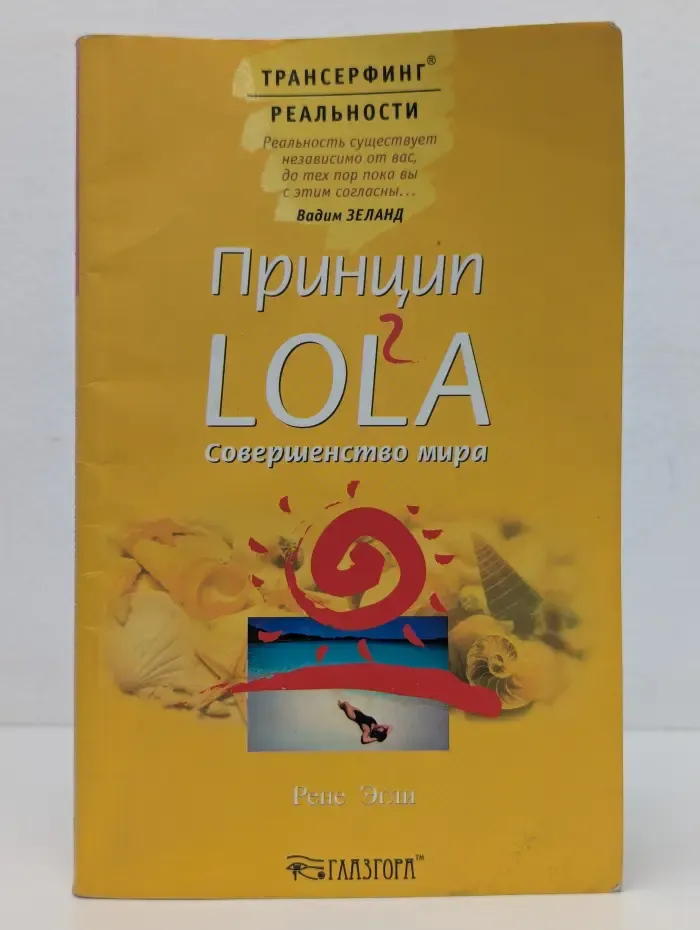 ТРАНСЕРФИНГ®
РЕАЛЬНОСТИ
Реальность существует
независимо от вас,
до тех пор пока вы
с этим согласны...
Вадим ЗЕЛАНД
Принцип
LOL²A
Совершенство мира
Рене Эгли
ГЛАЗГОРА™